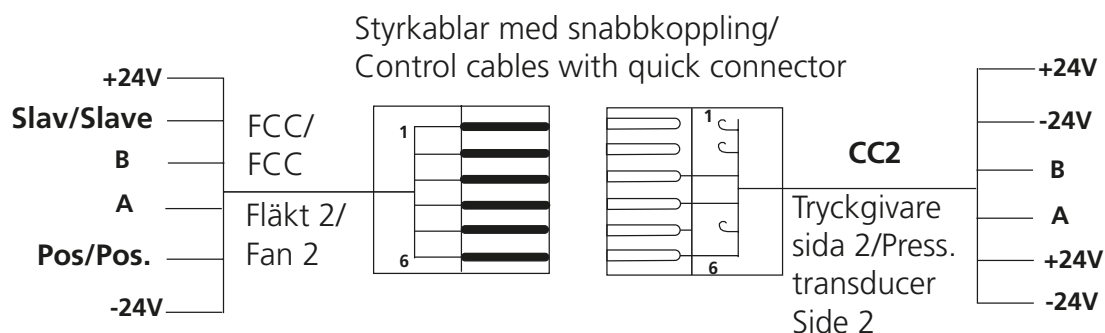 Styrkablar med snabbkoppling/
Control cables with quick connector
+24V
Slav/Slave
B
A
Pos/Pos.
-24V
FCC/
FCC
Fläkt 2/
Fan 2
1
6
1
6
CC2
Tryckgivare
sida 2/Press.
transducer
Side 2
+24V
-24V
B
A
+24V
-24V